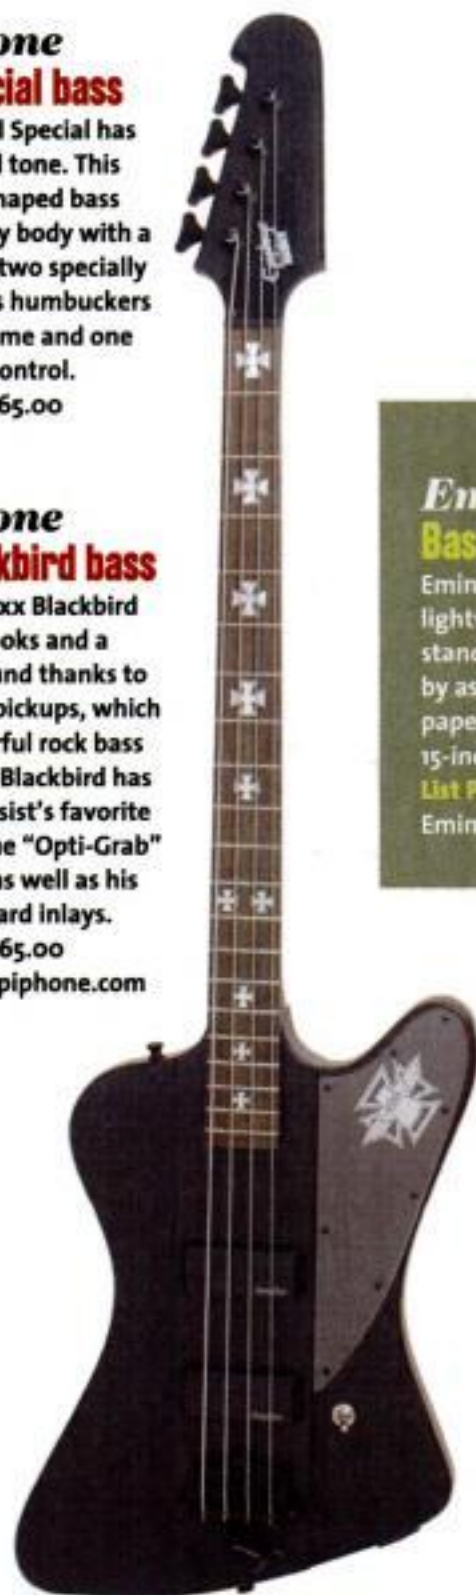 one
cial bass
l Special has
l tone. This
haped bass
y body with a
two specially
s humbuckers
me and one
ontrol.
65.00
one
kbird bass
xx Blackbird
oks and a
und thanks to
pickups, which
rful rock bass
Blackbird has
sist's favorite
ne "Opti-Grab"
as well as his
ard inlays.
65.00
piphone.com
Em
Bas
Emin
light
stand
by as
pape
15-in
List P
Emin